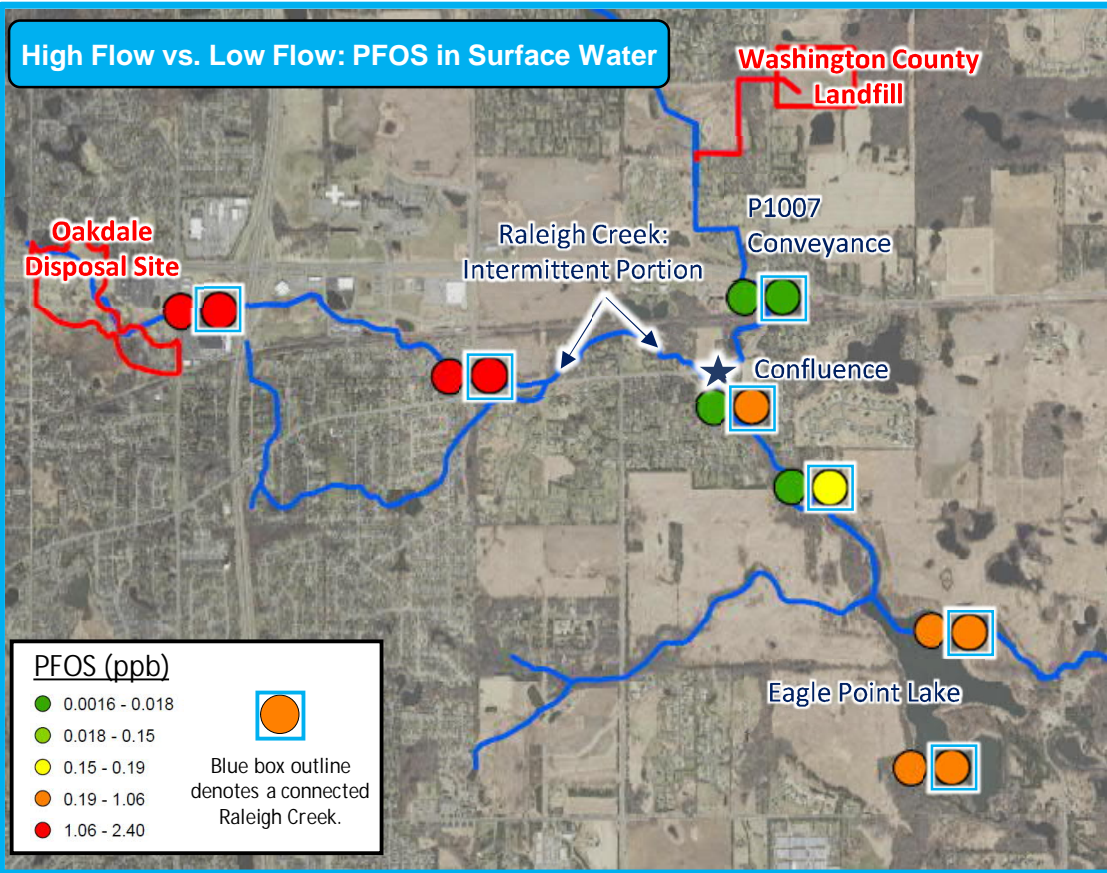 High Flow vs. Low Flow: PFOS in Surface Water
Washington County
Landfill
P1007
Conveyance
Oakdale
Disposal Site
Raleigh Creek:
Intermittent Portion
Confluence
Eagle Point Lake
PFOS (ppb)
0.0016 - 0.018
0.018 - 0.15
0.15 - 0.19
0.19 - 1.06
1.06 - 2.40
Blue box outline
denotes a connected
Raleigh Creek.